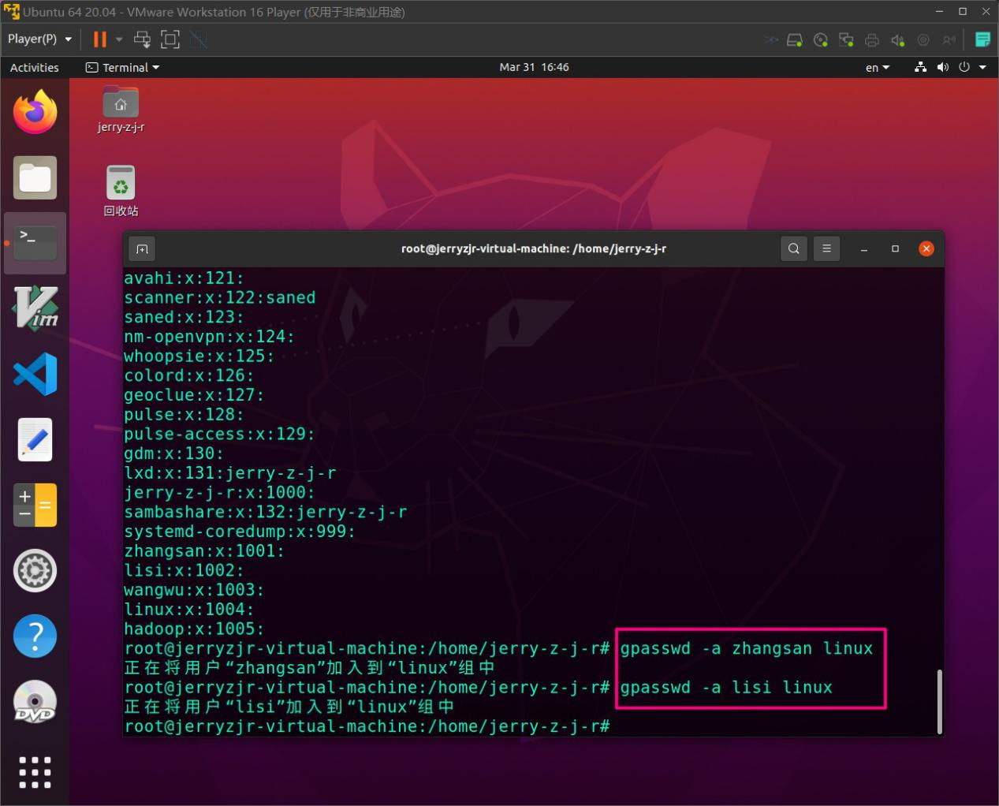 Ubuntu 64 20.04 - VMware Workstation 16 Player (仅用于非商业用途)
Player(P)
Activities
Terminal
Mar 31 16:46
en
jerry-z-j-r
回收站
root@jerryzjr-virtual-machine: /home/jerry-z-j-r
avahi:x:121:
scanner:x:122:saned
saned:x:123:
nm-openvpn:x:124:
whoopsie:x:125:
colord:x:126:
geoclue:x:127:
pulse:x:128:
pulse-access:x:129:
gdm:x:130:
lxd:x:131:jerry-z-j-r
jerry-z-j-r:x:1000:
sambashare:x:132:jerry-z-j-r
systemd-coredump:x:999:
zhangsan:x:1001:
lisi:x:1002:
wangwu:x:1003:
linux:x:1004:
hadoop:x:1005:
root@jerryzjr-virtual-machine:/home/jerry-z-j-r# gpasswd -a zhangsan linux
正在将用户“zhangsan”加入到“linux”组中
root@jerryzjr-virtual-machine:/home/jerry-z-j-r# gpasswd -a lisi linux
正在将用户“lisi”加入到“linux”组中
root@jerryzjr-virtual-machine:/home/jerry-z-j-r#
Vim
DVD